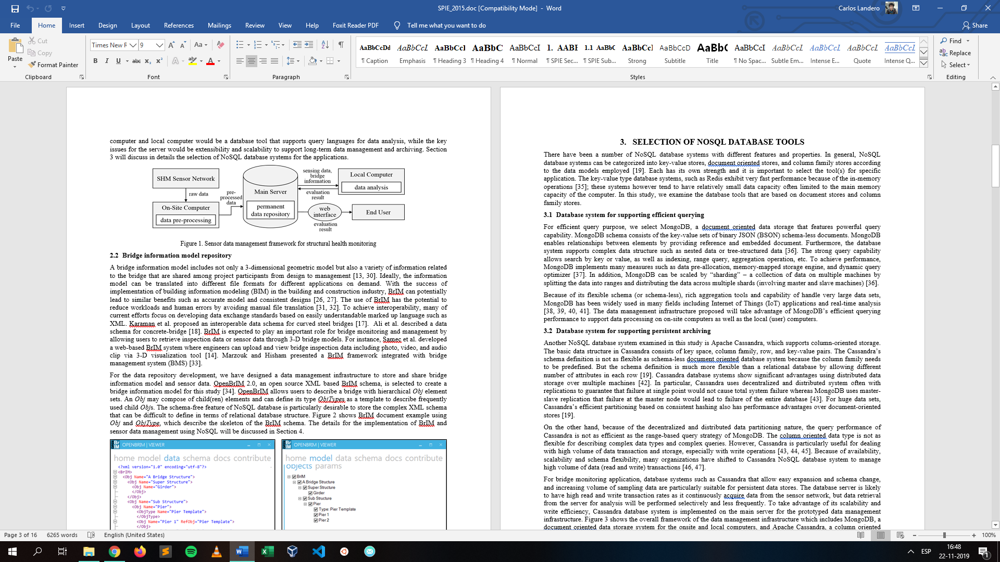 SPIE_2015.doc [Compatibility Mode] - Word
Carlos Landero
File Home Insert Design Layout References Mailings Review View Help Foxit Reader PDF Tell me what you want to do Share
Paste
Cut
Copy
Format Painter
Clipboard
Times New R 9
Aa
B I U abc x₂ x²
Font
Paragraph
AaBbCcDd AaBbCcL AaBbCcI AaBbC AaBbCcI 1. AABI 1.1 AaBbC AaBbCcl AaBbCcD AaBb( AaBbCcI AaBbCcL AaBbCcL AaBbCcL AaBbCcL
¶ Caption Emphasis ¶ Heading 3 ¶ Heading 4 ¶ Normal ¶ SPIE Sec... ¶ SPIE Sub... Strong Subtitle Title ¶ No Spac... Subtle Em... Intense E... Quote Intense Q...
Styles
Find
Replace
Select
Editing
computer and local computer would be a database tool that supports query languages for data analysis, while the key
issues for the server would be extensibility and scalability to support long-term data management and archiving. Section
3 will discuss in details the selection of NoSQL database systems for the applications.
SHM Sensor Network
raw data
On-Site Computer
data pre-processing
pre-
processed
data
Main Server
permanent
data repository
sensing data,
bridge
information
evaluation
result
Local Computer
data analysis
web
interface
evaluation
result
End User
Figure 1. Sensor data management framework for structural health monitoring
2.2 Bridge information model repository
A bridge information model includes not only a 3-dimensional geometric model but also a variety of information related
to the bridge that are shared among project participants from design to management [13, 30]. Ideally, the information
model can be translated into different file formats for different applications on demand. With the success of
implementation of building information modeling (BIM) in the building and construction industry, BrIM can potentially
lead to similar benefits such as accurate model and consistent designs [26, 27]. The use of BrIM has the potential to
reduce workloads and human errors by avoiding manual file translation [31, 32]. To achieve interoperability, many of
current efforts focus on developing data exchange standards based on easily understandable marked up language such as
XML. Karaman et al. proposed an interoperable data schema for curved steel bridges [17]. Ali et al. described a data
schema for concrete-bridge [18]. BrIM is expected to play an important role for bridge monitoring and management by
allowing users to retrieve inspection data or sensor data through 3-D bridge models. For instance, Samec et al. developed
a web-based BrIM system where engineers can upload and view bridge inspection data including photo, video, and audio
clip via 3-D visualization tool [14]. Marzouk and Hisham presented a BrIM framework integrated with bridge
management system (BMS) [33].
For the data repository development, we have designed a data management infrastructure to store and share bridge
information model and sensor data. OpenBrIM 2.0, an open source XML based BrIM schema, is selected to create a
bridge information model for this study [34]. OpenBrIM allows users to describe a bridge with hierarchical Obj element
sets. An Obj may compose of child(ren) elements and can define its type ObjTypes as a template to describe frequently
used child Objs. The schema-free feature of NoSQL database is particularly desirable to store the complex XML schema
that can be difficult to define in terms of relational database structure. Figure 2 shows BrIM document example using
Obj and ObjType, which describe the skeleton of the BrIM schema. The details for the implementation of BrIM and
sensor data management using NoSQL will be discussed in Section 4.
Br IM OPENBRIM | VIEWER
home model data schema docs contribute
<?xml version="1.0" encoding="utf-8"?>
<BrIM>
<Obj Name="A Bridge Structure">
<Obj Name="Super Structure">
<Obj Name="Girder">
</Obj>
</Obj>
<Obj Name="Sub Structure">
<Obj Name="Pier">
<ObjType Name="Pier Template">
</ObjType>
<Obj Name="Pier 1" RefObj="Pier Template">
</Obj>
Br IM OPENBRIM | VIEWER
home model data schema docs contribute
objects params
BrIM
A Bridge Structure
Super Structure
Girder
Sub Structure
Pier
Type: Pier Template
Pier 1
Pier 2
3. SELECTION OF NOSQL DATABASE TOOLS
There have been a number of NoSQL database systems with different features and properties. In general, NoSQL
database systems can be categorized into key-value stores, document oriented stores, and column family stores according
to the data models employed [19]. Each has its own strength and it is important to select the tool(s) for specific
application. The key-value type database systems, such as Redis exhibit very fast performance because of the in-memory
operations [35]; these systems however tend to have relatively small data capacity often limited to the main memory
capacity of the computer. In this study, we examine the database tools that are based on document stores and column
family stores.
3.1 Database system for supporting efficient querying
For efficient query purpose, we select MongoDB, a document oriented data storage that features powerful query
capability. MongoDB schema consists of the key-value sets of binary JSON (BSON) schema-less documents. MongoDB
enables relationships between elements by providing reference and embedded document. Furthermore, the database
system supports complex data structure such as nested data or tree-structured data [36]. The strong query capability
allows search by key or value, as well as indexing, range query, aggregation operation, etc. To achieve performance,
MongoDB implements many measures such as data pre-allocation, memory-mapped storage engine, and dynamic query
optimizer [37]. In addition, MongoDB can be scaled by “sharding” – a collection of data on multiple machines by
splitting the data into ranges and distributing the data across multiple shards (involving master and slave machines) [36].
Because of its flexible schema (or schema-less), rich aggregation tools and capability of handle very large data sets,
MongoDB has been widely used in many fields including Internet of Things (IoT) applications and real-time analysis
[38, 39, 40, 41]. The data management infrastructure proposed will take advantage of MongoDB’s efficient querying
performance to support data processing on on-site computers as well as the local (user) computers.
3.2 Database system for supporting persistent archiving
Another NoSQL database system examined in this study is Apache Cassandra, which supports column-oriented storage.
The basic data structure in Cassandra consists of key space, column family, row, and key-value pairs. The Cassandra’s
schema definition is not as flexible as schema-less document oriented database system because the column family needs
to be predefined. But the schema definition is much more flexible than a relational database by allowing different
number of attributes in each row [19]. Cassandra database systems show significant advantages using distributed data
storage over multiple machines [42]. In particular, Cassandra uses decentralized and distributed system often with
replications to guarantee that failure at single point would not cause total system failure whereas MongoDB uses master-
slave replication that failure at the master node would lead to failure of the entire database [43]. For huge data sets,
Cassandra’s efficient partitioning based on consistent hashing also has performance advantages over document-oriented
stores [19].
On the other hand, because of the decentralized and distributed data partitioning nature, the query performance of
Cassandra is not as efficient as the range-based query strategy of MongoDB. The column oriented data type is not as
flexible for describing complex data types and complex queries. However, Cassandra is particularly useful for dealing
with high volume of data transaction and storage, especially with write operations [43, 44, 45]. Because of availability,
scalability and schema flexibility, many organizations have shifted to Cassandra NoSQL database system to manage
high volume of data (read and write) transactions [46, 47].
For bridge monitoring application, database systems such as Cassandra that allow easy expansion and schema change,
and increasing volume of sampling data are particularly suitable for persistent data stores. The database server is likely
to have high read and write transaction rates as it continuously acquire data from the sensor network, but data retrieval
from the server for analysis will be performed selectively and less frequently. To take advantage of its scalability and
write efficiency, Cassandra database system is implemented on the main server for the prototyped data management
infrastructure. Figure 3 shows the overall framework of the data management infrastructure which includes MongoDB, a
document oriented data storage system for the onsite and local computers, and Apache Cassandra, a column oriented
Page 3 of 16 6265 words English (United States) 100%
ESP
16:48
22-11-2019
1